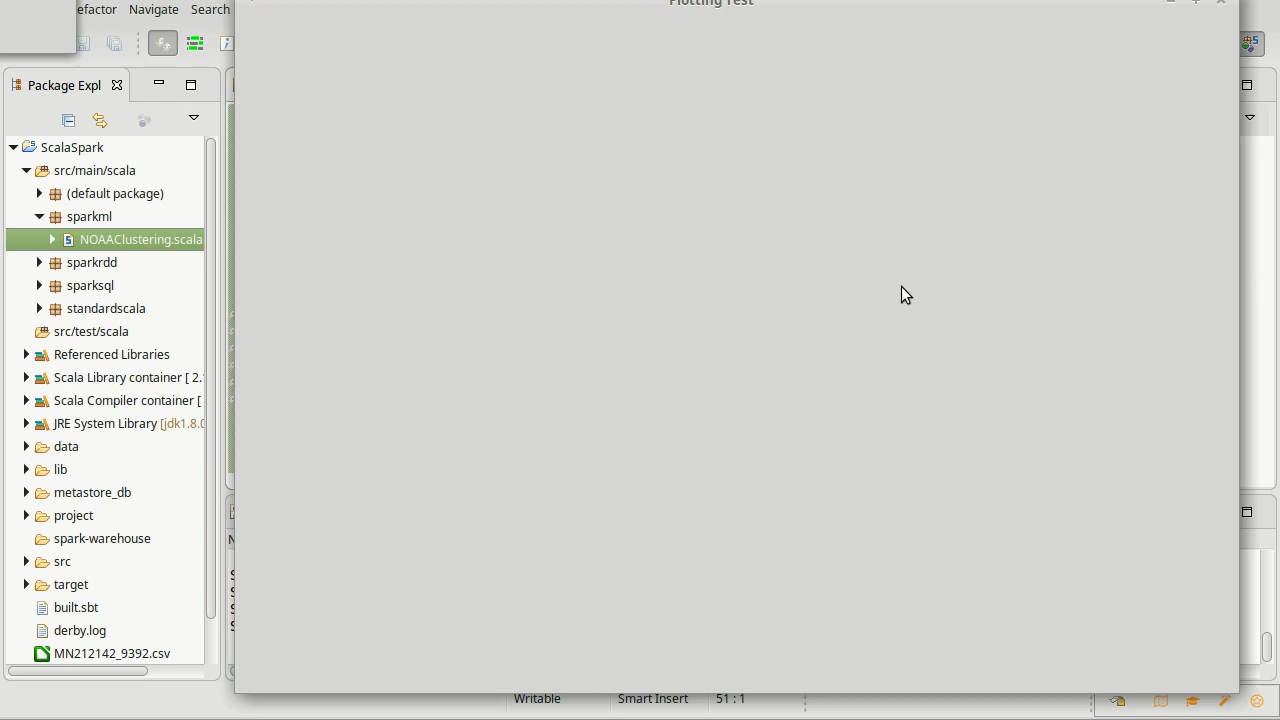 efactor Navigate Search
Plotting Test
Package Expl
ScalaSpark
src/main/scala
(default package)
sparkml
NOAAClustering.scala
sparkrdd
sparksql
standardscala
src/test/scala
Referenced Libraries
Scala Library container [ 2.
Scala Compiler container [
JRE System Library [jdk1.8.0
data
lib
metastore_db
project
spark-warehouse
src
target
built.sbt
derby.log
MN212142_9392.csv
Writable Smart Insert 51 : 1